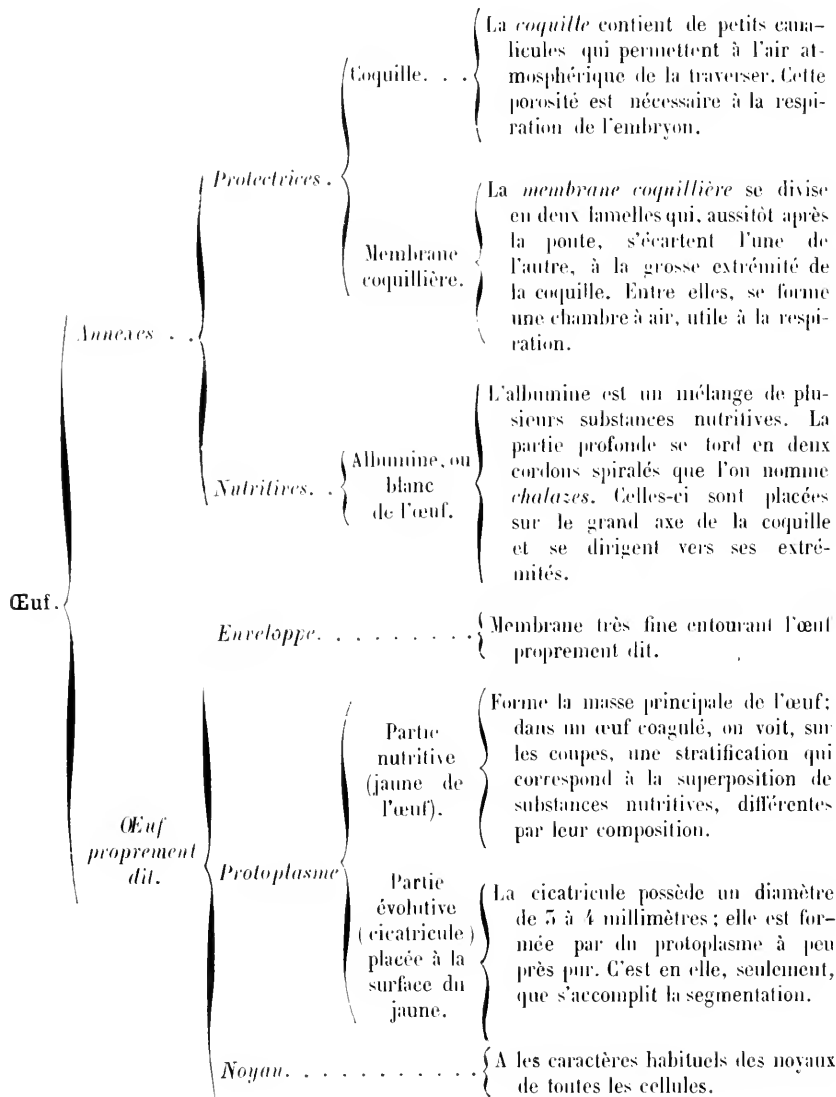 La coquille contient de petits cana-
licules qui permettent à l'air at-
mosphérique de la traverser. Cette
porosité est nécessaire à la respi-
ration de l'embryon.
Coquille. . .
Protectrices .
La membrane coquillière se divise
en deux lamelles qui, aussitôt après
la ponte, s'écartent l'une de
l'autre, à la grosse extrémité de
la coquille. Entre elles, se forme
une chambre à air, utile à la respi-
ration.
Membrane
coquillière.
Annexes . .
L'albumine est un mélange de plu-
sieurs substances nutritives. La
partie profonde se tord en deux
cordons spiralés que l'on nomme
chalazes. Celles-ci sont placées
sur le grand axe de la coquille
et se dirigent vers ses extré-
mités.
Nutritives. .
Albumine, ou
blanc
de l'œuf.
Œuf.
Enveloppe. . . . . . . . .
Membrane très fine entourant l'œuf
proprement dit.
Forme la masse principale de l'œuf;
dans un œuf coagulé, on voit, sur
les coupes, une stratification qui
correspond à la superposition de
substances nutritives, différentes
par leur composition.
Partie
nutritive
(jaune de
l'œuf).
Œuf
proprement
dit.
Protoplasme
Partie
évolutive
(cicatricule)
placée à la
surface du
jaune.
La cicatricule possède un diamètre
de 3 à 4 millimètres; elle est for-
mée par du protoplasme à peu
près pur. C'est en elle, seulement,
que s'accomplit la segmentation.
Noyau. . . . . . . . . . .
A les caractères habituels des noyaux
de toutes les cellules.